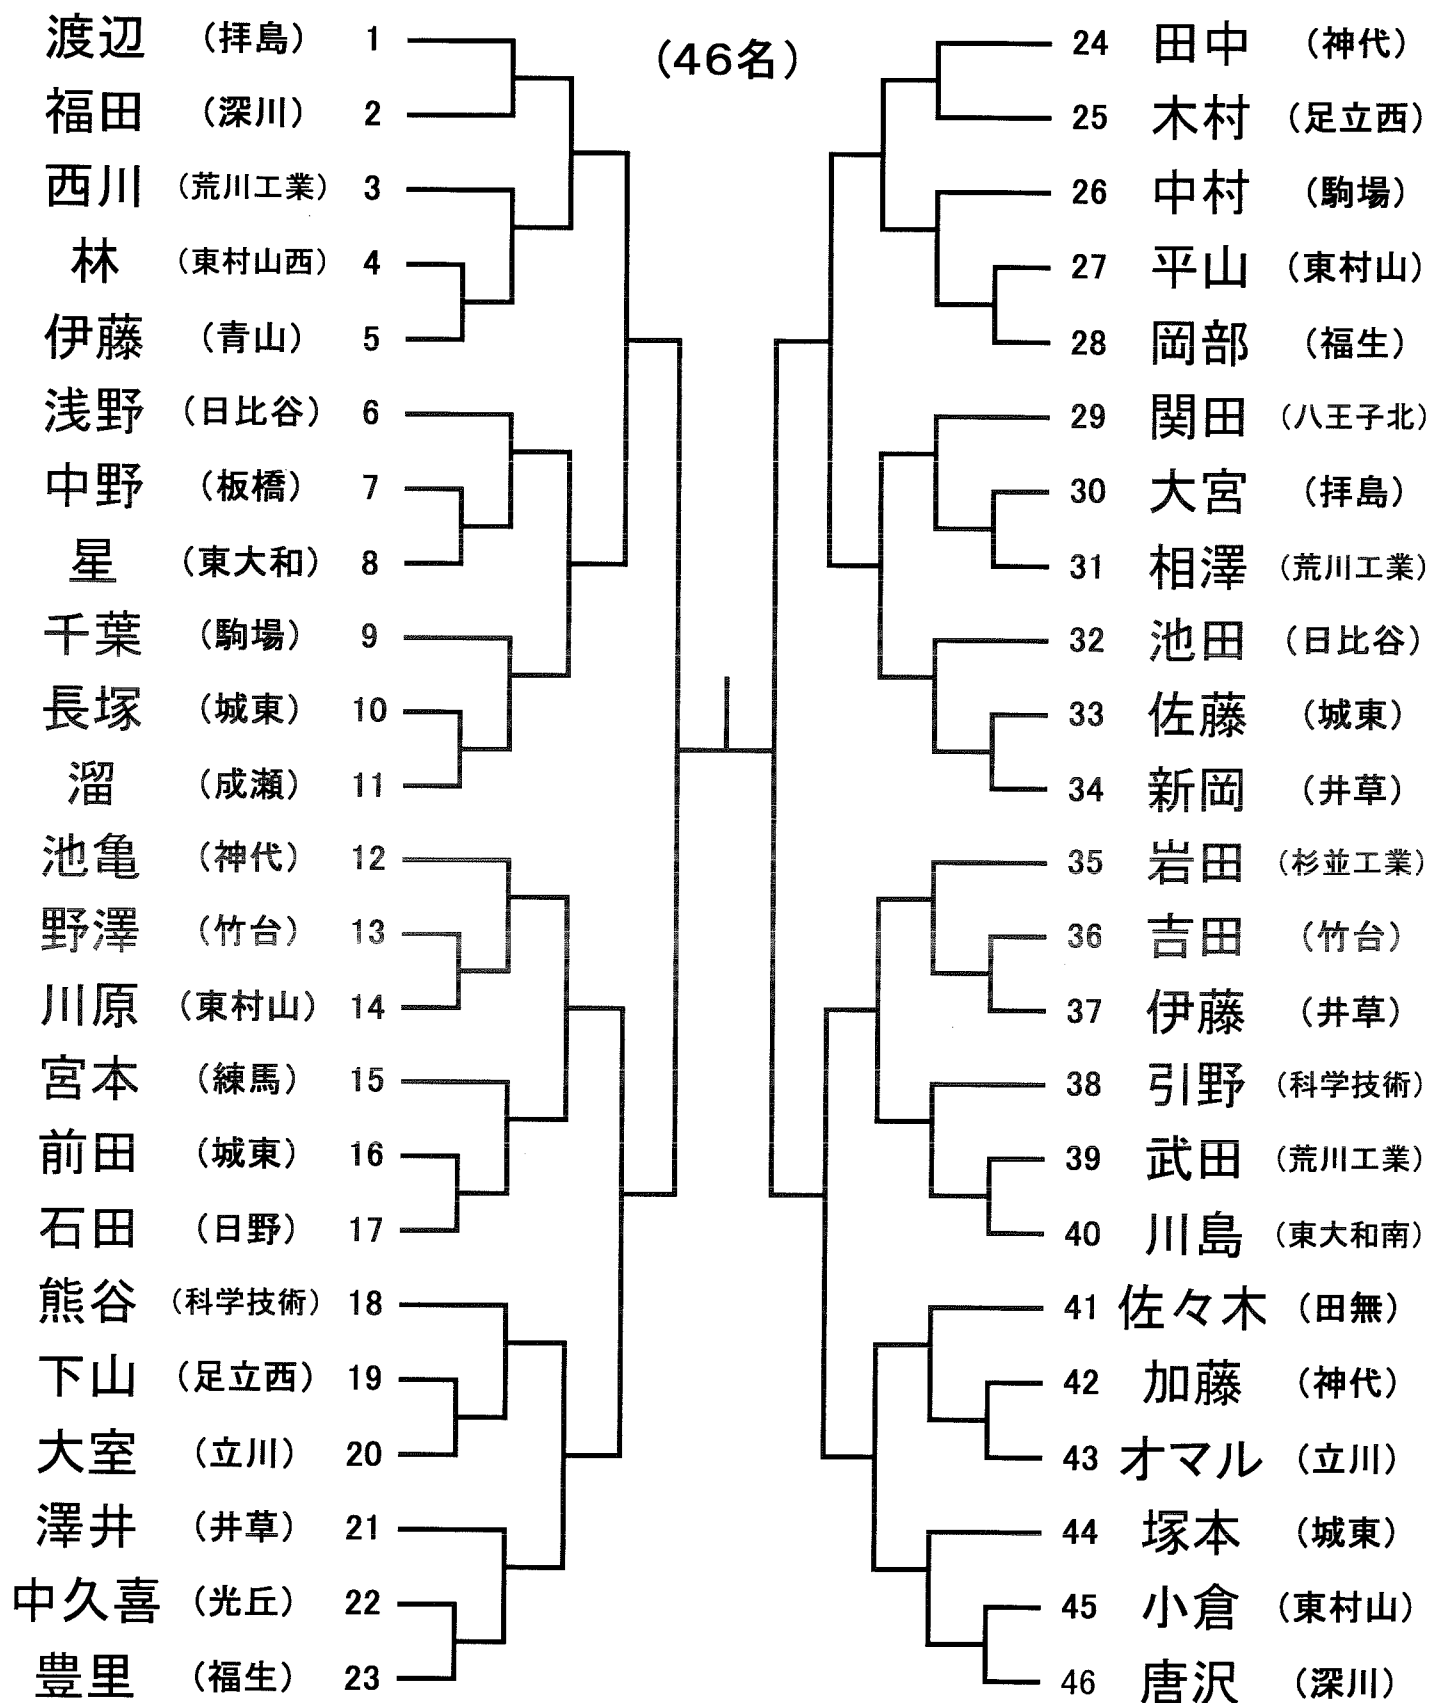 (46名)
渡辺 (拝島) 1
福田 (深川) 2
西川 (荒川工業) 3
林 (東村山西) 4
伊藤 (青山) 5
浅野 (日比谷) 6
中野 (板橋) 7
星 (東大和) 8
千葉 (駒場) 9
長塚 (城東) 10
溜 (成瀬) 11
池亀 (神代) 12
野澤 (竹台) 13
川原 (東村山) 14
宮本 (練馬) 15
前田 (城東) 16
石田 (日野) 17
熊谷 (科学技術) 18
下山 (足立西) 19
大室 (立川) 20
澤井 (井草) 21
中久喜 (光丘) 22
豊里 (福生) 23
24 田中 (神代)
25 木村 (足立西)
26 中村 (駒場)
27 平山 (東村山)
28 岡部 (福生)
29 関田 (八王子北)
30 大宮 (拝島)
31 相澤 (荒川工業)
32 池田 (日比谷)
33 佐藤 (城東)
34 新岡 (井草)
35 岩田 (杉並工業)
36 吉田 (竹台)
37 伊藤 (井草)
38 引野 (科学技術)
39 武田 (荒川工業)
40 川島 (東大和南)
41 佐々木 (田無)
42 加藤 (神代)
43 オマル (立川)
44 塚本 (城東)
45 小倉 (東村山)
46 唐沢 (深川)